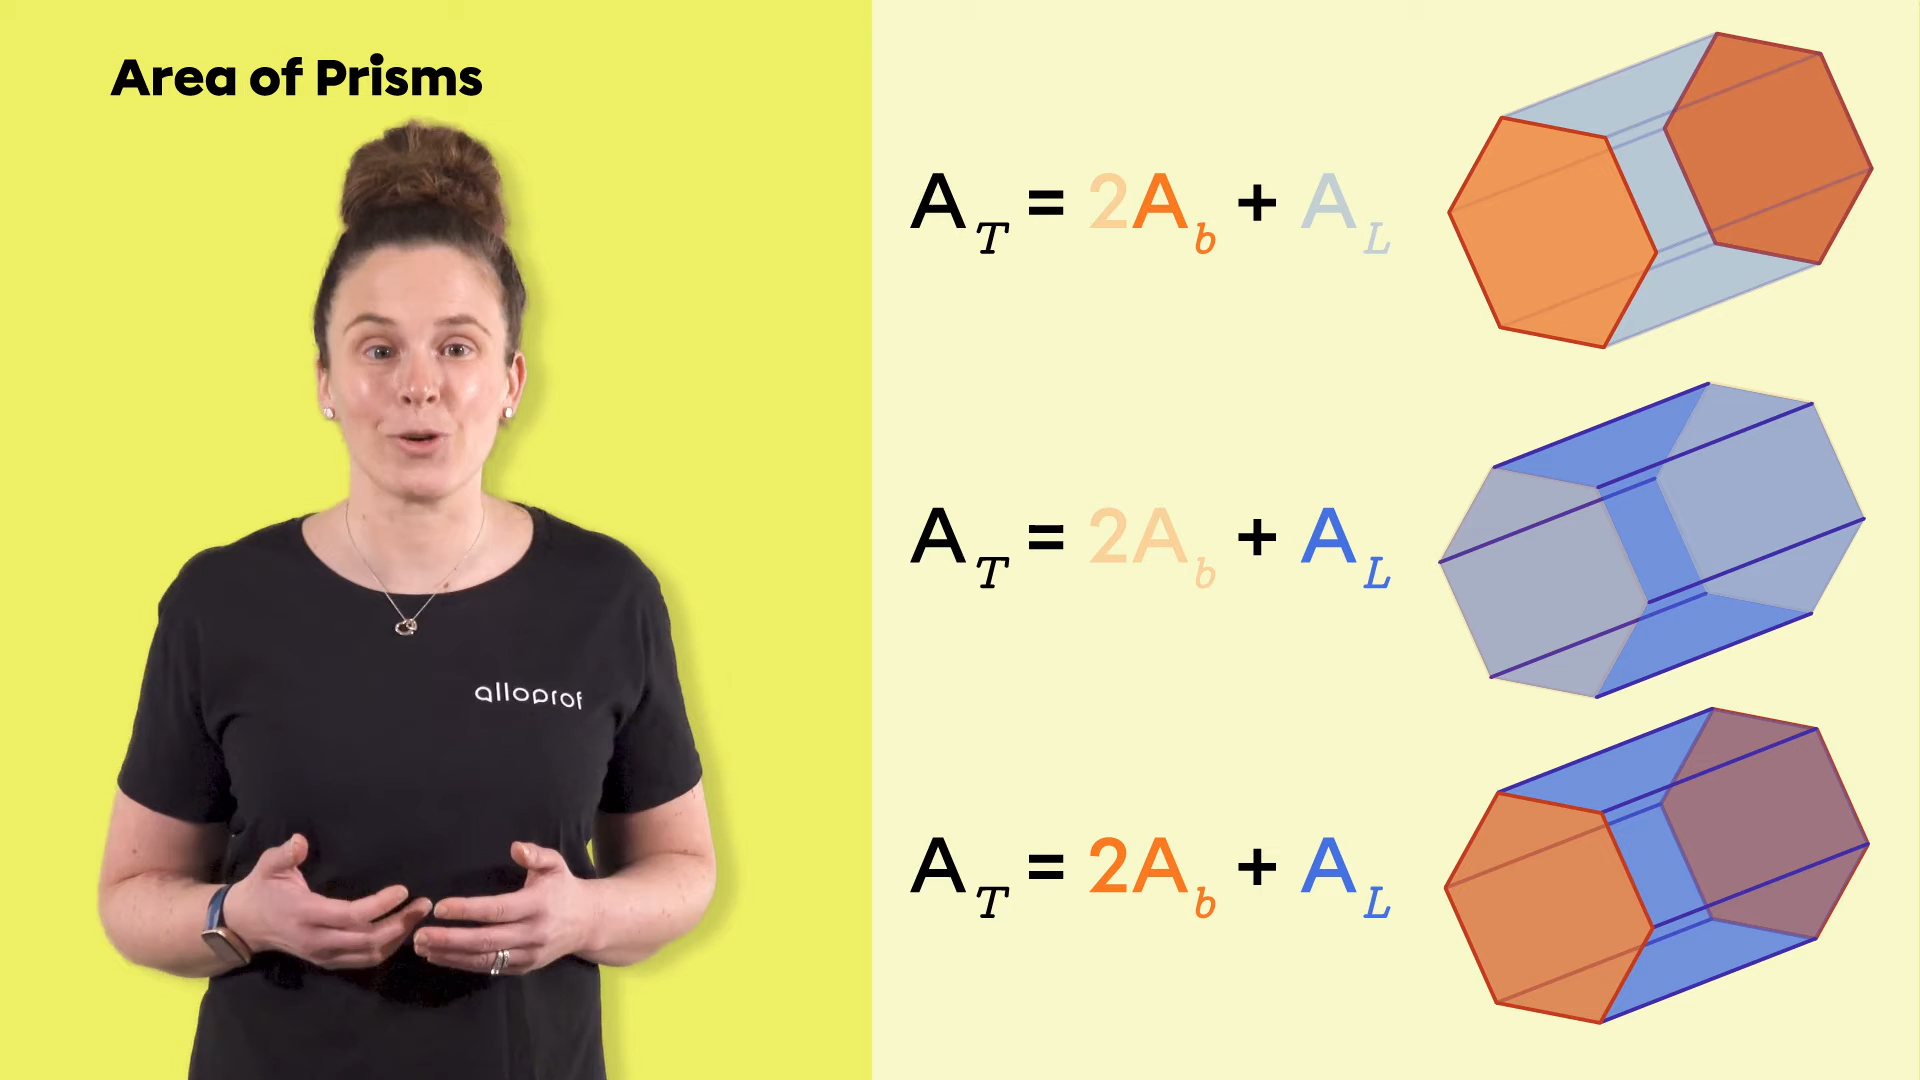 Area of Prisms
A_T = 2A_b + A_L
A_T = 2A_b + A_L
A_T = 2A_b + A_L
alloprof